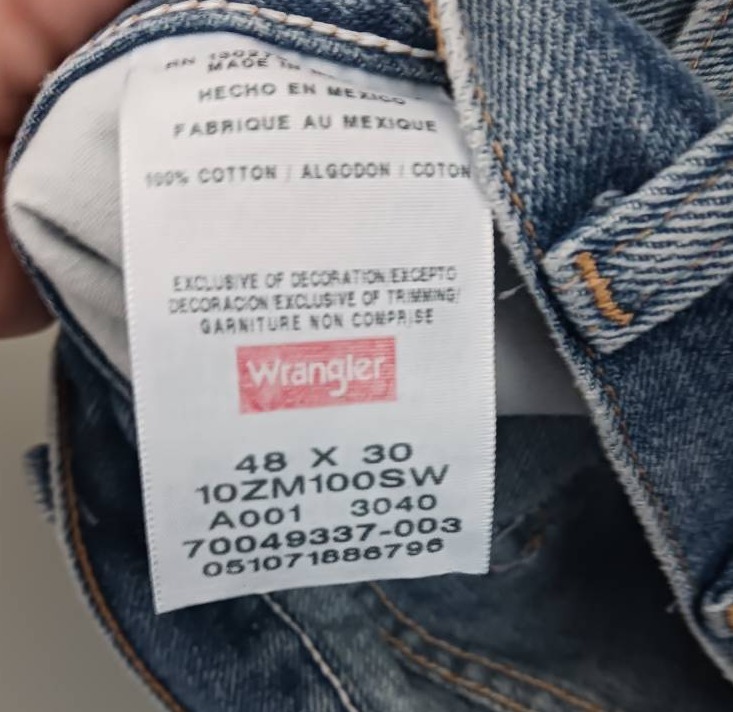 MADE IN
HECHO EN MEXICO
FABRIQUE AU MEXIQUE
100% COTTON / ALGODON / COTON
EXCLUSIVE OF DECORATION/EXCEPTO
DECORACION/EXCLUSIVE OF TRIMMING/
GARNITURE NON COMPRISE
Wrangler
48 X 30
10ZM100SW
A001 3040
70049337-003
051071886796